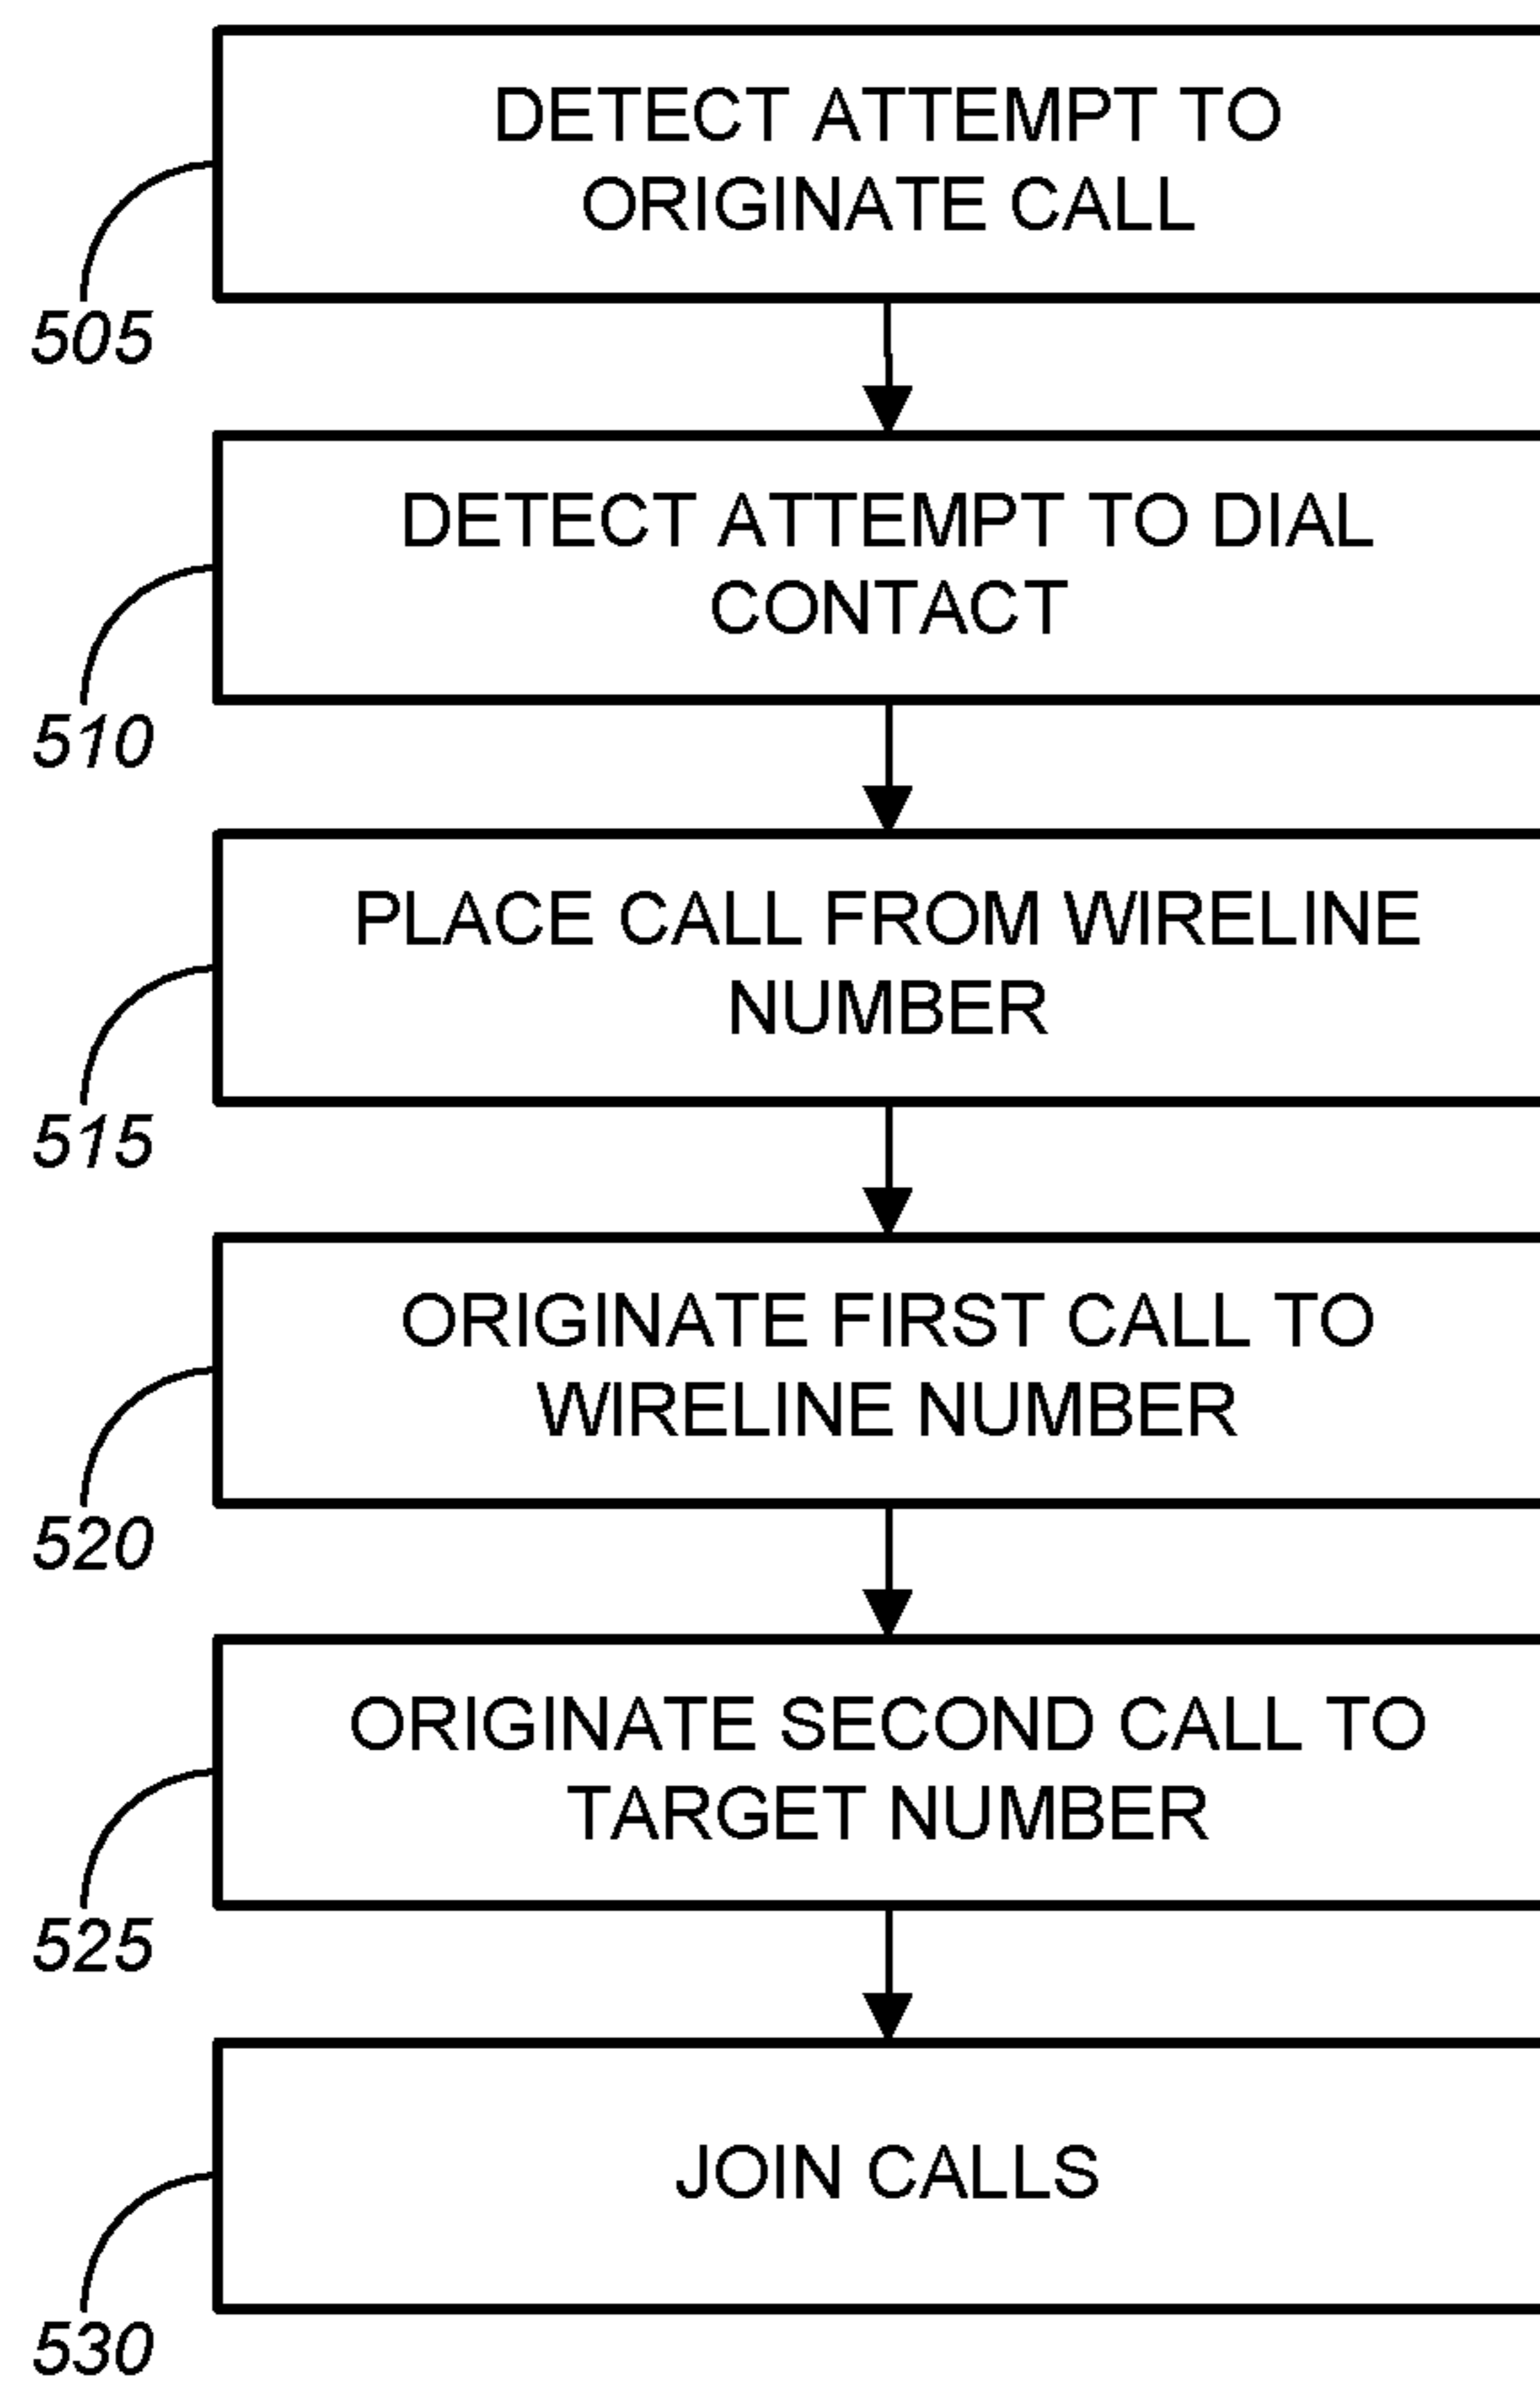 DETECT ATTEMPT TO
ORIGINATE CALL
505
DETECT ATTEMPT TO DIAL
CONTACT
510
PLACE CALL FROM WIRELINE
NUMBER
515
ORIGINATE FIRST CALL TO
WIRELINE NUMBER
520
ORIGINATE SECOND CALL TO
TARGET NUMBER
525
JOIN CALLS
530